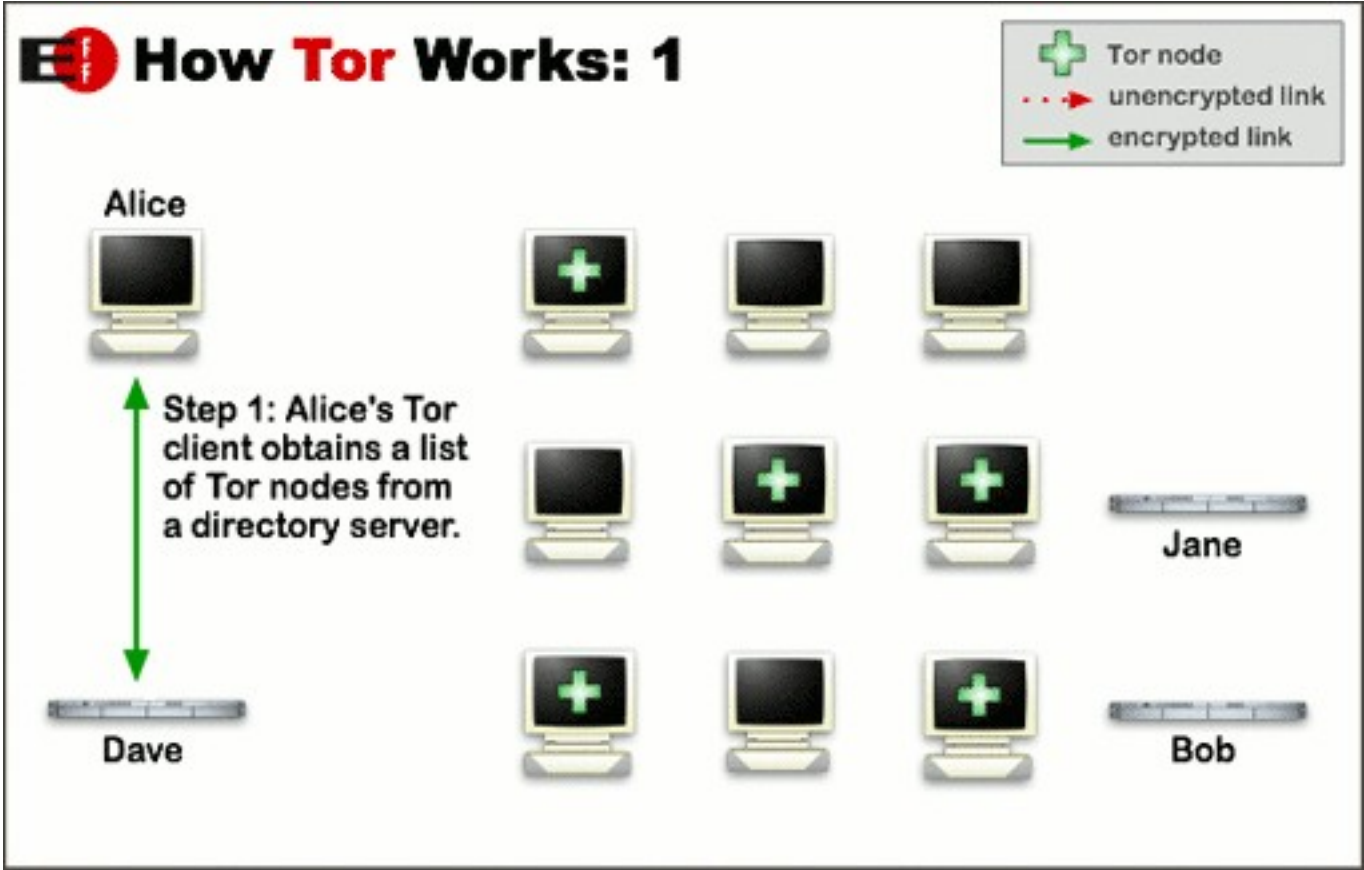 EFF How Tor Works: 1
Tor node
unencrypted link
encrypted link
Alice
Step 1: Alice's Tor
client obtains a list
of Tor nodes from
a directory server.
Jane
Dave
Bob